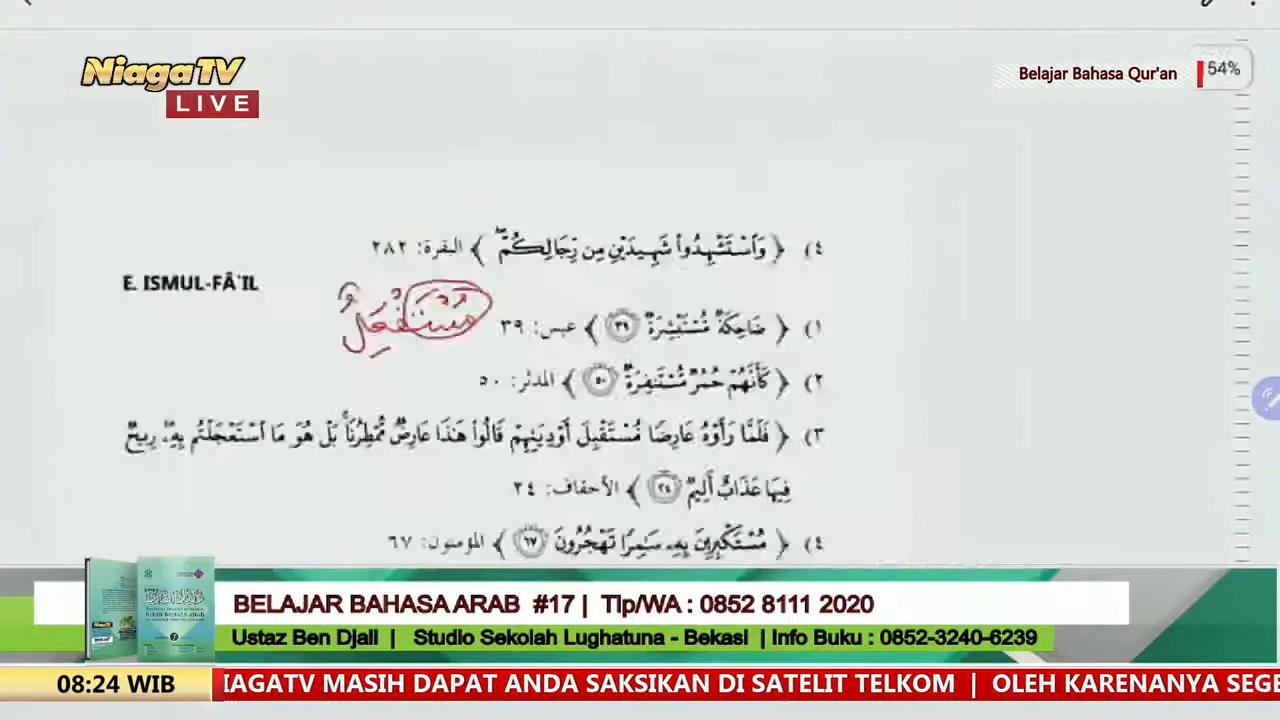 NiagaTV
LIVE
Belajar Bahasa Qur'an
54%
٤) ﴿ وَٱسْتَشْهِدُوا۟ شَهِيدَيْنِ مِن رِّجَالِكُمْ ۖ ﴾ البقرة: ٢٨٢
E. ISMUL-FÂ'IL
مُسْتَفْعِلٌ
١) ﴿ ضَاحِكَةٌ مُّسْتَبْشِرَةٌ ٣٩ ﴾ عبس: ٣٩
٢) ﴿ كَأَنَّهُمْ حُمُرٌ مُّسْتَنفِرَةٌ ٥٠ ﴾ المدثر: ٥٠
٣) ﴿ فَلَمَّا رَأَوْهُ عَارِضًا مُّسْتَقْبِلَ أَوْدِيَتِهِمْ قَالُوا۟ هَٰذَا عَارِضٌ مُّمْطِرُنَا ۚ بَلْ هُوَ مَا ٱسْتَعْجَلْتُم بِهِۦ ۖ رِيحٌ
فِيهَا عَذَابٌ أَلِيمٌ ٢٤ ﴾ الأحقاف: ٢٤
٤) ﴿ مُسْتَكْبِرِينَ بِهِۦ سَٰمِرًا تَهْجُرُونَ ٦٧ ﴾ المؤمنون: ٦٧
BELAJAR BAHASA ARAB #17 | Tlp/WA : 0852 8111 2020
Ustaz Ben Djali | Studio Sekolah Lughatuna - Bekasi | Info Buku : 0852-3240-6239
08:24 WIB
IAGATV MASIH DAPAT ANDA SAKSIKAN DI SATELIT TELKOM | OLEH KARENANYA SEGE